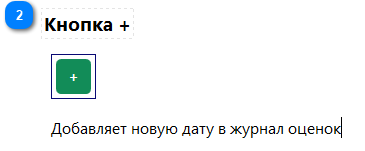 2
Кнопка +
+
Добавляет новую дату в журнал оценок